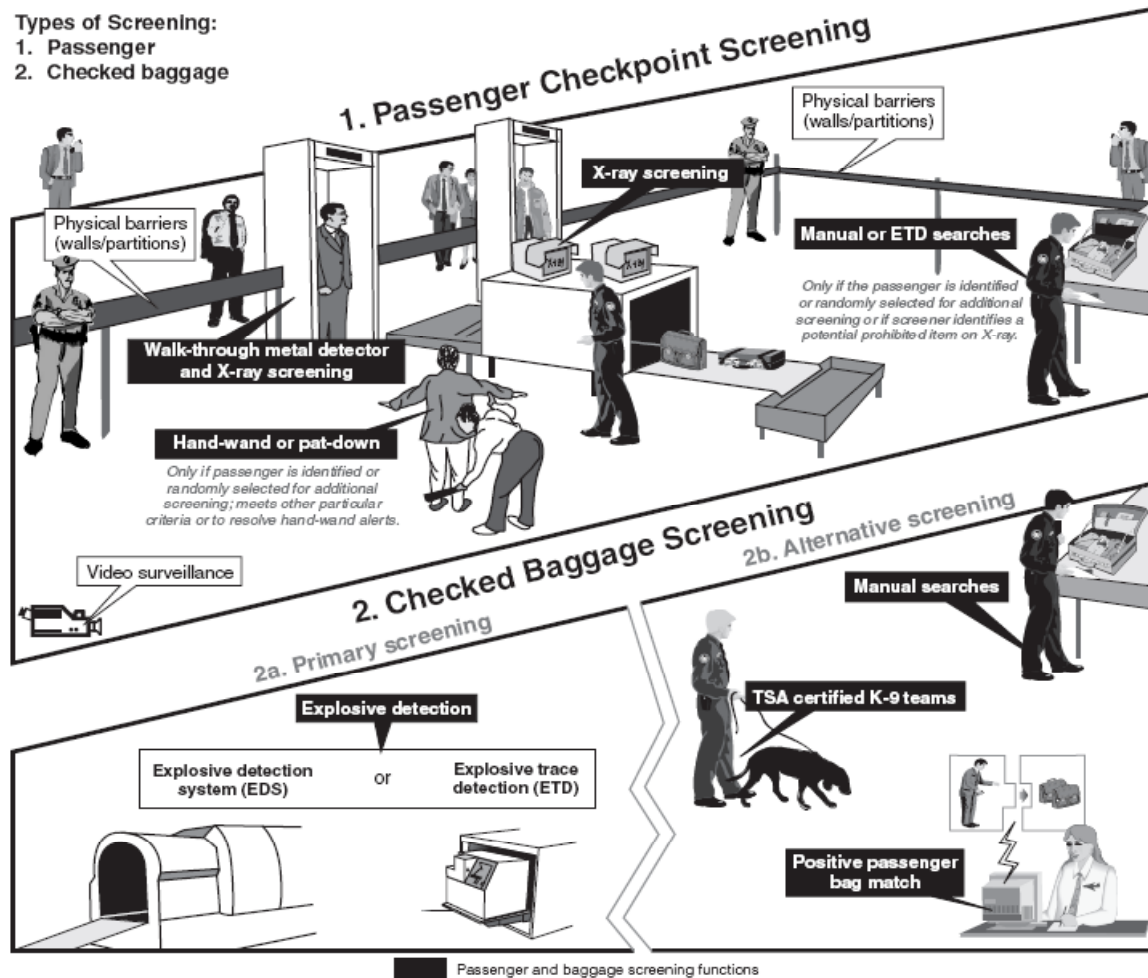 Types of Screening:
1. Passenger
2. Checked baggage
1. Passenger Checkpoint Screening
Physical barriers
(walls/partitions)
X-ray screening
Physical barriers
(walls/partitions)
Manual or ETD searches
Only if the passenger is identified
or randomly selected for additional
screening or if screener identifies a
potential prohibited item on X-ray.
X-ray
X-ray
Walk-through metal detector
and X-ray screening
Hand-wand or pat-down
Only if passenger is identified or
randomly selected for additional
screening; meets other particular
criteria or to resolve hand-wand alerts.
Video surveillance
2. Checked Baggage Screening
2a. Primary screening
Explosive detection
Explosive detection
system (EDS)
or
Explosive trace
detection (ETD)
2b. Alternative screening
Manual searches
TSA certified K-9 teams
Positive passenger
bag match
Passenger and baggage screening functions